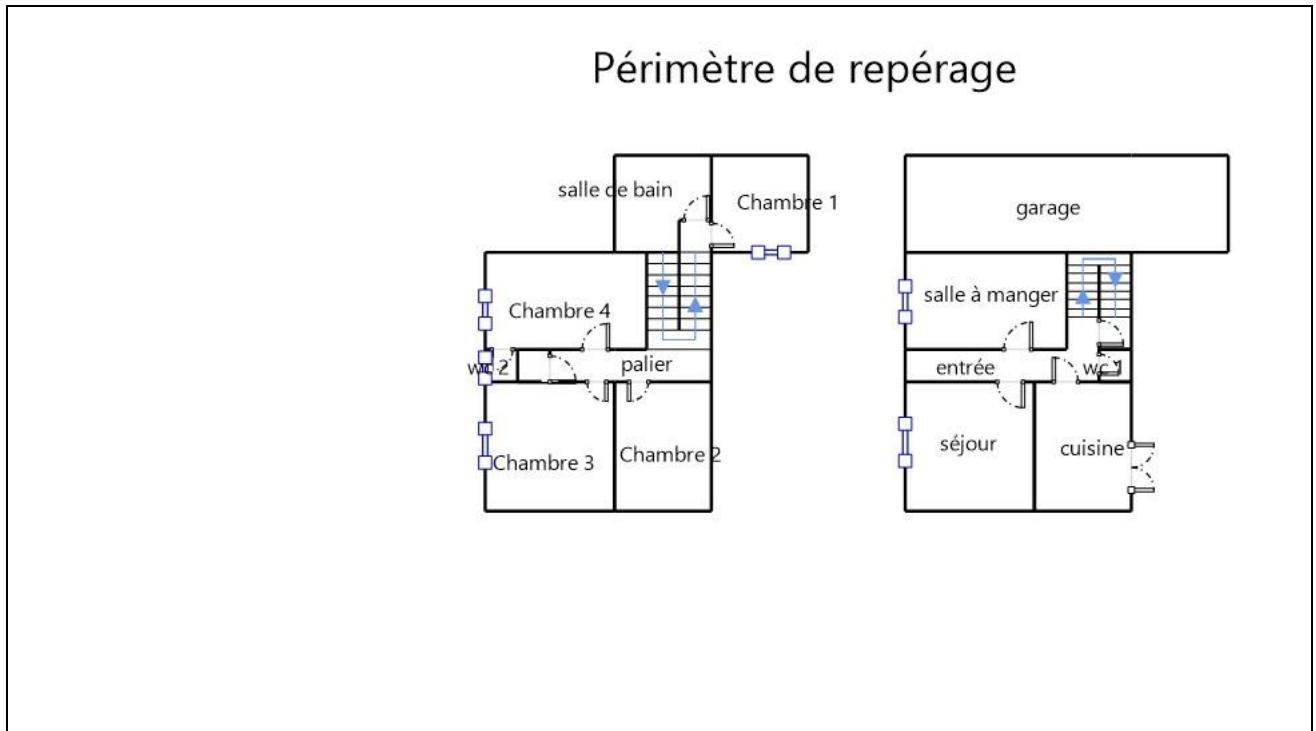 Périmètre de repérage
salle de bain
Chambre 1
garage
Chambre 4
salle à manger
wc 2
palier
entrée
wc 1
Chambre 3
Chambre 2
séjour
cuisine